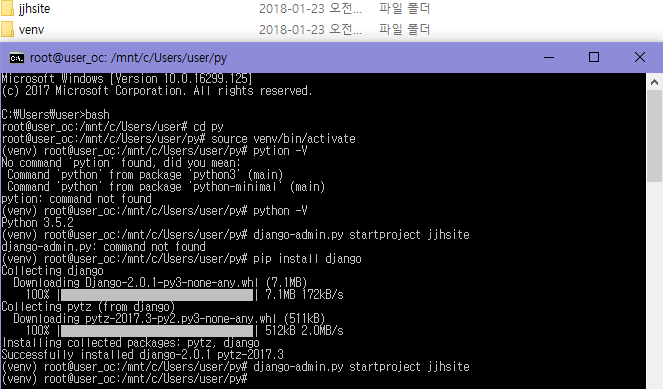 jjhsite 2018-01-23 오전... 파일 폴더
venv 2018-01-23 오전... 파일 폴더
root@user_oc: /mnt/c/Users/user/py
Microsoft Windows [Version 10.0.16299.125]
(c) 2017 Microsoft Corporation. All rights reserved.
C:₩Users₩user>bash
root@user_oc:/mnt/c/Users/user# cd py
root@user_oc:/mnt/c/Users/user/py# source venv/bin/activate
(venv) root@user_oc:/mnt/c/Users/user/py# pytion -V
No command 'pytion' found, did you mean:
 Command 'python' from package 'python3' (main)
 Command 'python' from package 'python-minimal' (main)
pytion: command not found
(venv) root@user_oc:/mnt/c/Users/user/py# python -V
Python 3.5.2
(venv) root@user_oc:/mnt/c/Users/user/py# django-admin.py startproject jjhsite
django-admin.py: command not found
(venv) root@user_oc:/mnt/c/Users/user/py# pip install django
Collecting django
  Downloading Django-2.0.1-py3-none-any.whl (7.1MB)
    100% || 7.1MB 172kB/s
Collecting pytz (from django)
  Downloading pytz-2017.3-py2.py3-none-any.whl (511kB)
    100% || 512kB 2.0MB/s
Installing collected packages: pytz, django
Successfully installed django-2.0.1 pytz-2017.3
(venv) root@user_oc:/mnt/c/Users/user/py# django-admin.py startproject jjhsite
(venv) root@user_oc:/mnt/c/Users/user/py#